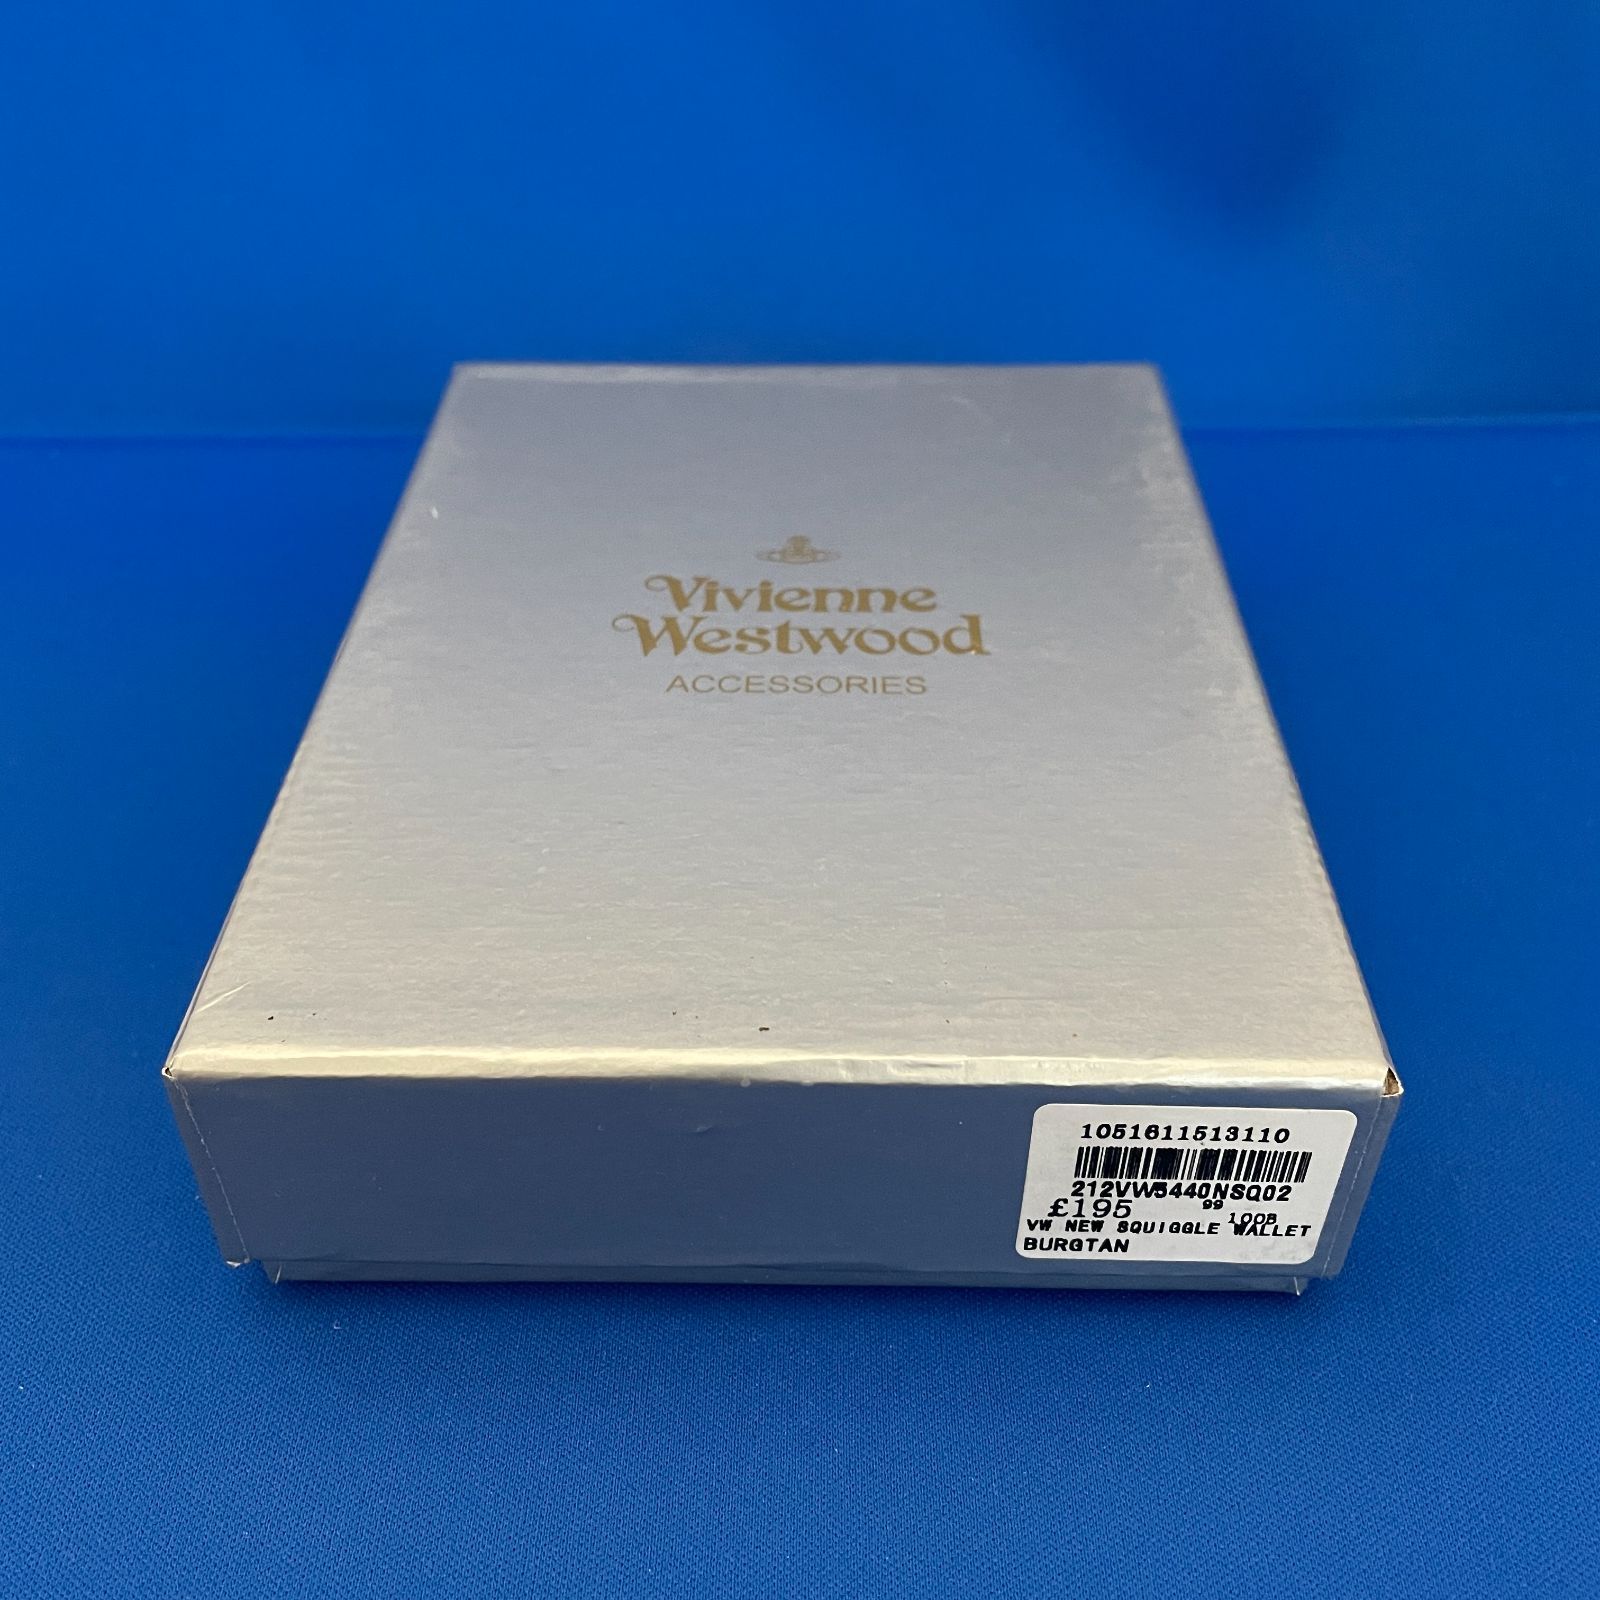 Vivienne
Westwood
ACCESSORIES
1051611513110
212VW5440NSQ02
£195 99 100B
VW NEW SQUIGGLE WALLET
BURGTAN